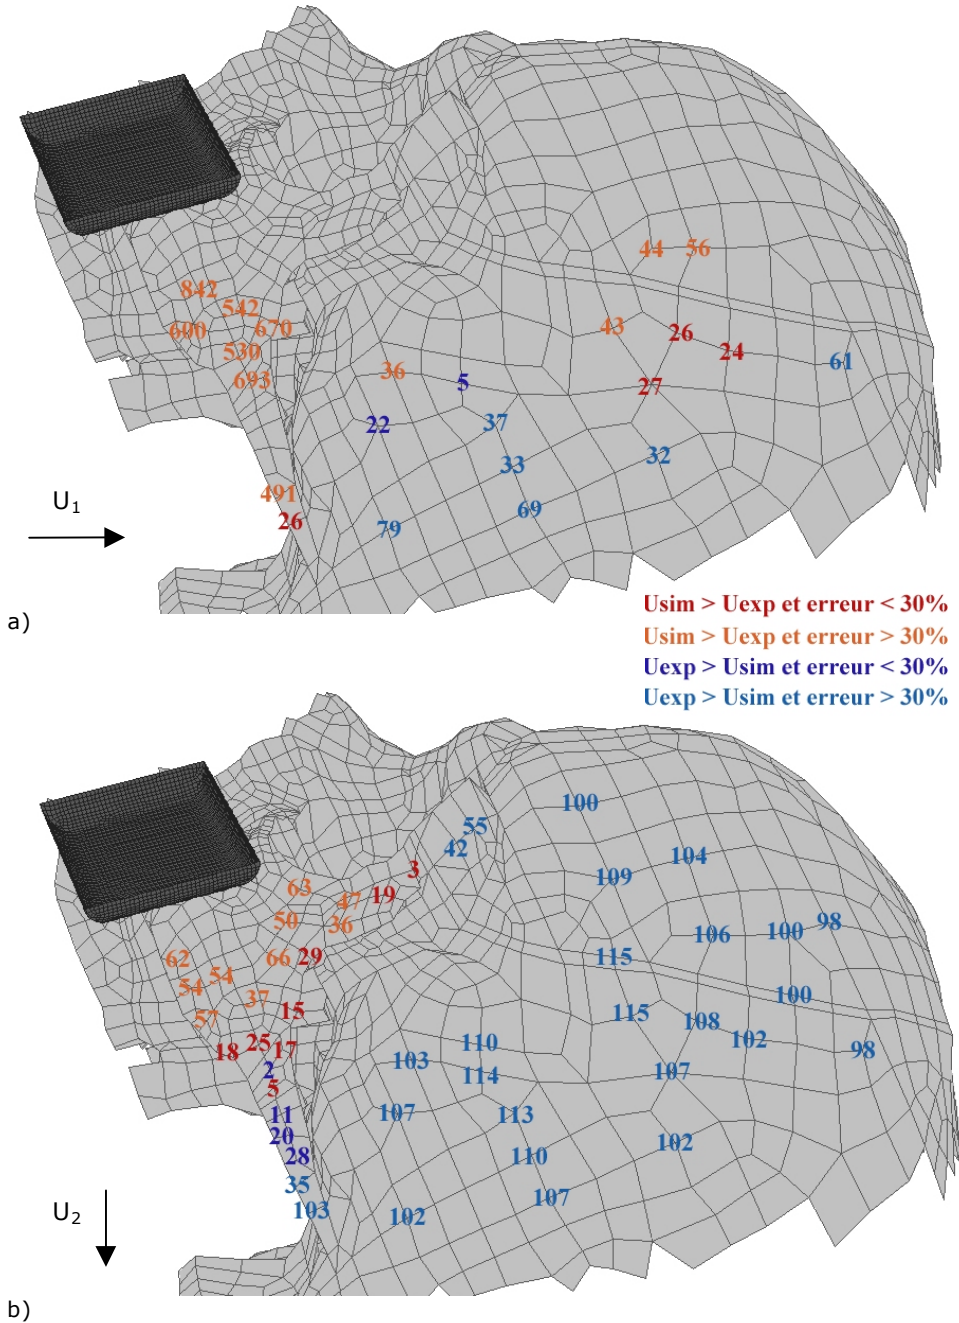 44 56
842
542
600 670
43 26
530 24
61
36 5
693 27
22 37
32
33
491
U1
26 69
79
a)
Usim > Uexp et erreur < 30%
Usim > Uexp et erreur > 30%
Uexp > Usim et erreur < 30%
Uexp > Usim et erreur > 30%
100
55
42 104
3 109
63 19
47
50 36 98
106 100
62 66 29 115
54 54
37 100
57 15 115
108
25 110 102
18 17 103 98
2 114 107
5
11 107 113
20 102
28 110
35 107
U2 103 102
b)